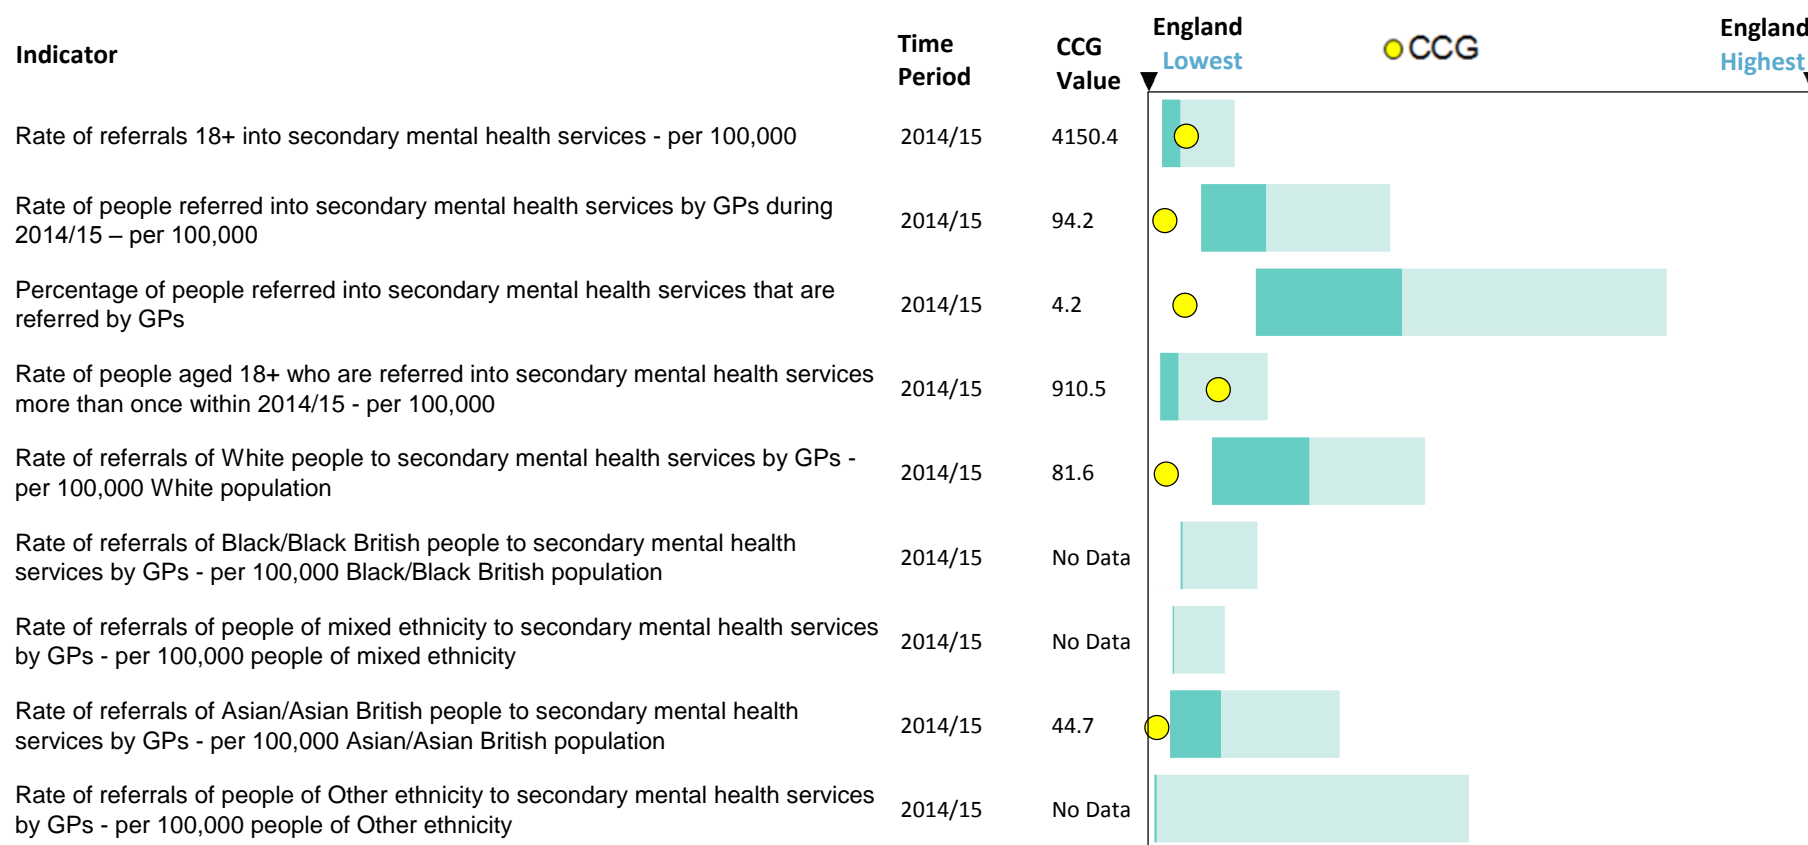 Indicator
Time
Period
CCG
Value
England
Lowest
CCG
England
Highest
Rate of referrals 18+ into secondary mental health services - per 100,000
2014/15
4150.4
Rate of people referred into secondary mental health services by GPs during
2014/15 – per 100,000
2014/15
94.2
Percentage of people referred into secondary mental health services that are
referred by GPs
2014/15
4.2
Rate of people aged 18+ who are referred into secondary mental health services
more than once within 2014/15 - per 100,000
2014/15
910.5
Rate of referrals of White people to secondary mental health services by GPs -
per 100,000 White population
2014/15
81.6
Rate of referrals of Black/Black British people to secondary mental health
services by GPs - per 100,000 Black/Black British population
2014/15
No Data
Rate of referrals of people of mixed ethnicity to secondary mental health services
by GPs - per 100,000 people of mixed ethnicity
2014/15
No Data
Rate of referrals of Asian/Asian British people to secondary mental health
services by GPs - per 100,000 Asian/Asian British population
2014/15
44.7
Rate of referrals of people of Other ethnicity to secondary mental health services
by GPs - per 100,000 people of Other ethnicity
2014/15
No Data